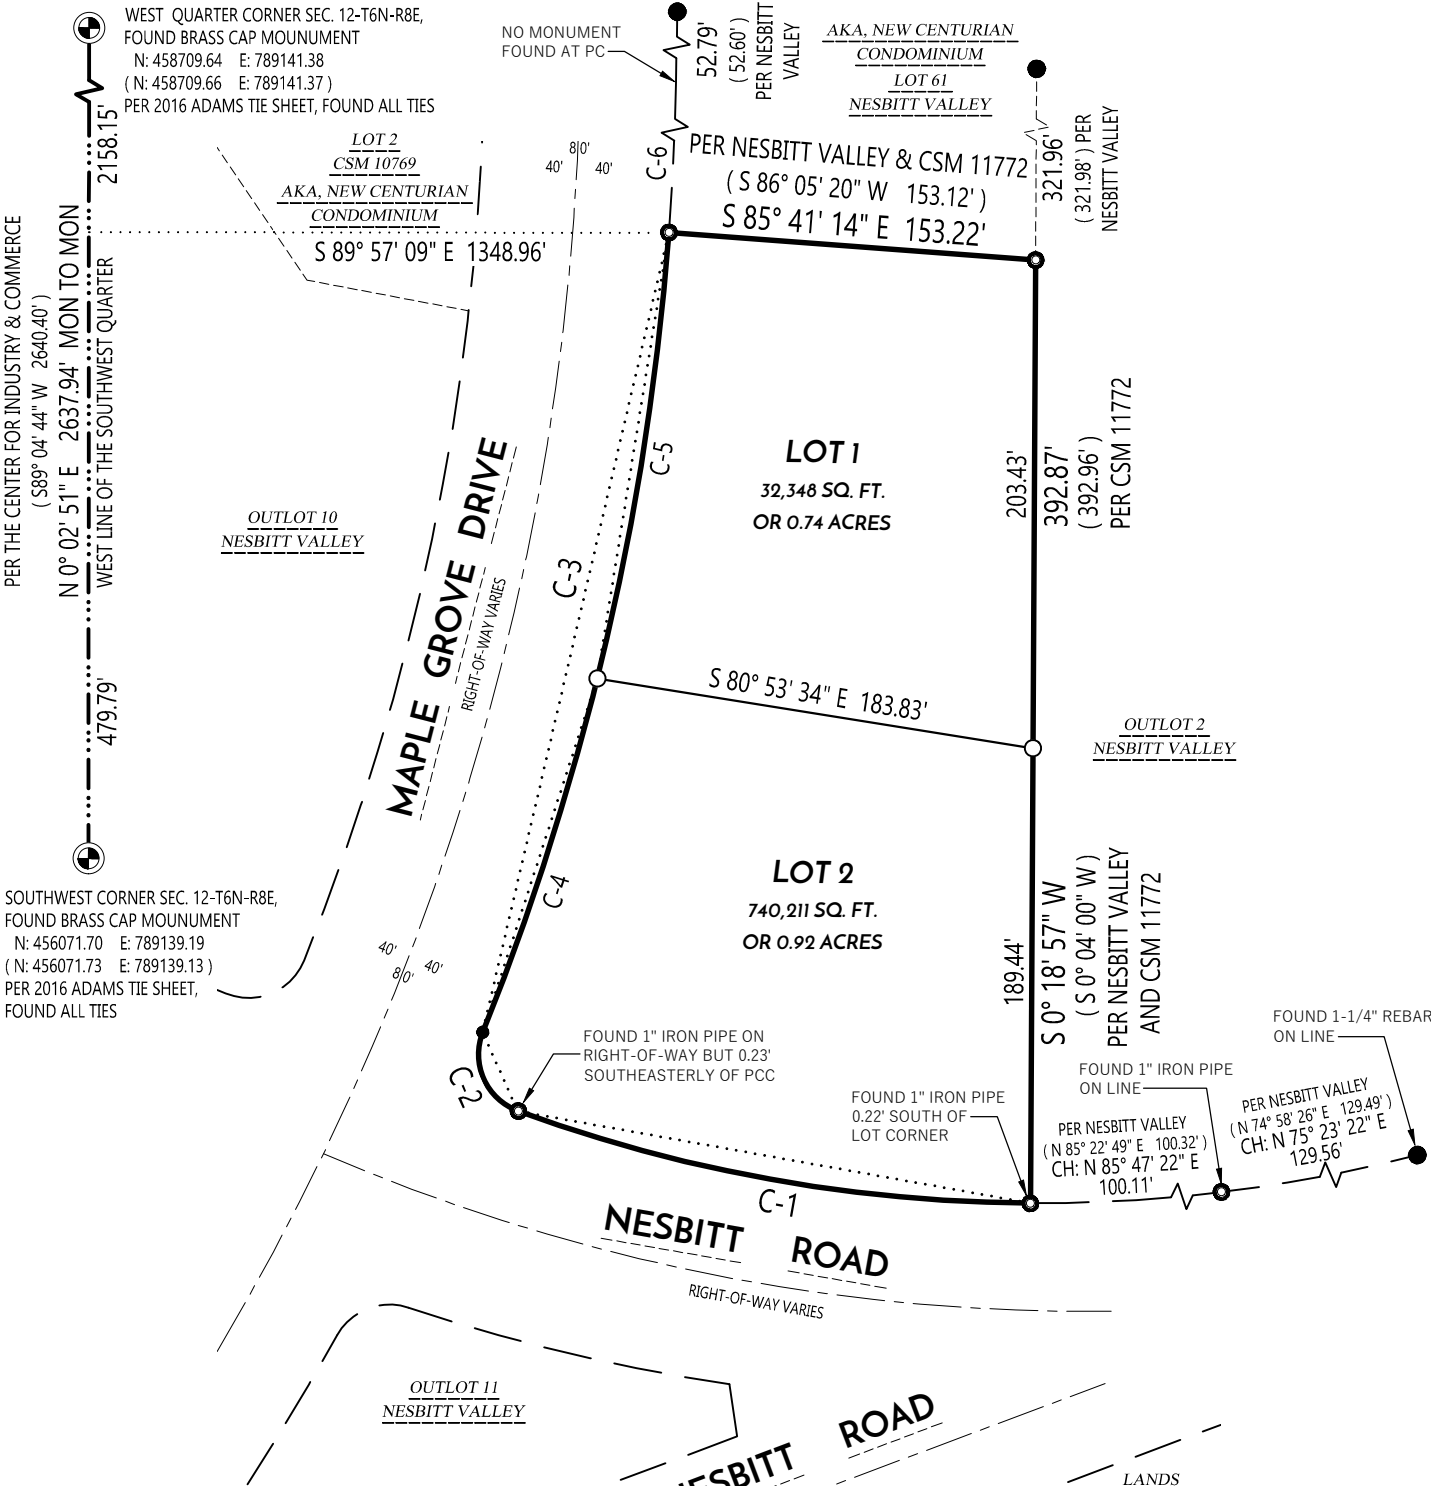 WEST QUARTER CORNER SEC. 12-T6N-R8E,
FOUND BRASS CAP MOUNUMENT
N: 458709.64 E: 789141.38
( N: 458709.66 E: 789141.37 )
PER 2016 ADAMS TIE SHEET, FOUND ALL TIES
NO MONUMENT
FOUND AT PC
52.79'
( 52.60' )
PER NESBITT
VALLEY
AKA, NEW CENTURIAN
CONDOMINIUM
LOT 61
NESBITT VALLEY
2158.15'
LOT 2
CSM 10769
AKA, NEW CENTURIAN
CONDOMINIUM
S 89° 57' 09" E 1348.96'
80'
40'
40'
C-6
PER NESBITT VALLEY & CSM 11772
( S 86° 05' 20" W 153.12' )
S 85° 41' 14" E 153.22'
321.96'
( 321.98' ) PER
NESBITT VALLEY
PER THE CENTER FOR INDUSTRY & COMMERCE
( S89° 04' 44" W 2640.40' )
N 0° 02' 51" E 2637.94' MON TO MON
WEST LINE OF THE SOUTHWEST QUARTER
479.79'
OUTLOT 10
NESBITT VALLEY
MAPLE GROVE DRIVE
RIGHT-OF-WAY VARIES
C-3
C-5
LOT 1
32,348 SQ. FT.
OR 0.74 ACRES
203.43'
392.87'
( 392.96' )
PER CSM 11772
S 80° 53' 34" E 183.83'
OUTLOT 2
NESBITT VALLEY
C-4
LOT 2
740,211 SQ. FT.
OR 0.92 ACRES
189.44'
S 0° 18' 57" W
( S 0° 04' 00" W )
PER NESBITT VALLEY
AND CSM 11772
SOUTHWEST CORNER SEC. 12-T6N-R8E,
FOUND BRASS CAP MOUNUMENT
N: 456071.70 E: 789139.19
( N: 456071.73 E: 789139.13 )
PER 2016 ADAMS TIE SHEET,
FOUND ALL TIES
40'
80'
40'
C-2
FOUND 1" IRON PIPE ON
RIGHT-OF-WAY BUT 0.23'
SOUTHEASTERLY OF PCC
FOUND 1" IRON PIPE
0.22' SOUTH OF
LOT CORNER
FOUND 1" IRON PIPE
ON LINE
FOUND 1-1/4" REBAR
ON LINE
PER NESBITT VALLEY
( N 85° 22' 49" E 100.32' )
CH: N 85° 47' 22" E
100.11'
PER NESBITT VALLEY
( N 74° 58' 26" E 129.49' )
CH: N 75° 23' 22" E
129.56'
C-1
NESBITT ROAD
RIGHT-OF-WAY VARIES
OUTLOT 11
NESBITT VALLEY
NESBITT ROAD
LANDS